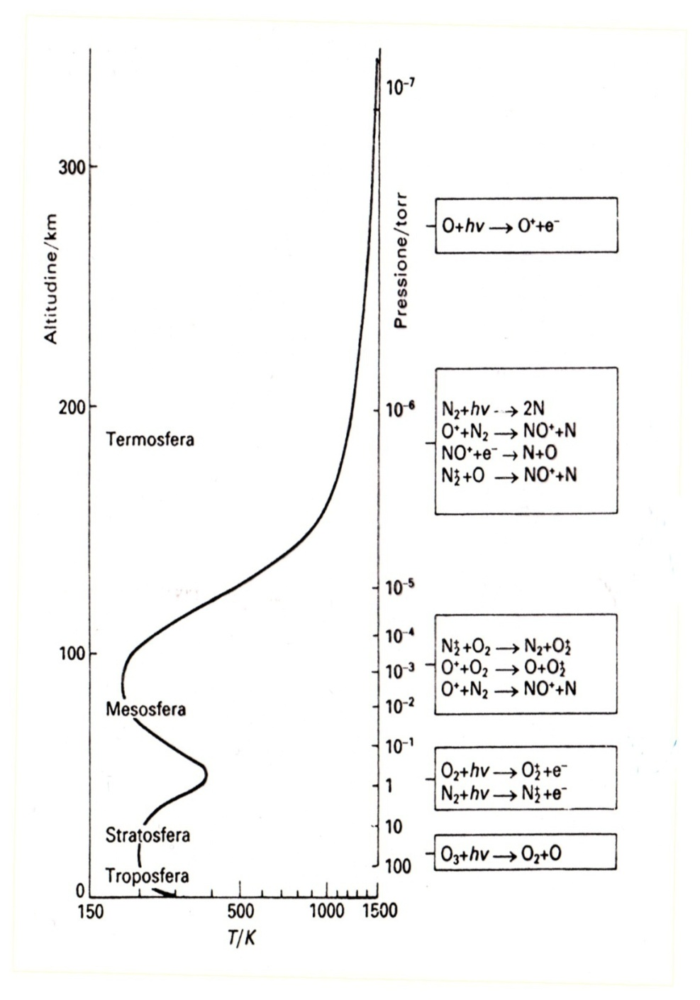 10⁻⁷
300
Altitudine/km
Pressione/torr
O+hν → O⁺+e⁻
200
10⁻⁶
Termosfera
N₂+hν → 2N
O⁺+N₂ → NO⁺+N
NO⁺+e⁻ → N+O
N₂⁺+O → NO⁺+N
10⁻⁵
10⁻⁴
100
10⁻³
10⁻²
N₂⁺+O₂ → N₂+O₂⁺
O⁺+O₂ → O+O₂⁺
O⁺+N₂ → NO⁺+N
Mesosfera
10⁻¹
1
O₂+hν → O₂⁺+e⁻
N₂+hν → N₂⁺+e⁻
10
Stratosfera
O₃+hν → O₂+O
100
Troposfera
0
150 500 1000 1500
T/K